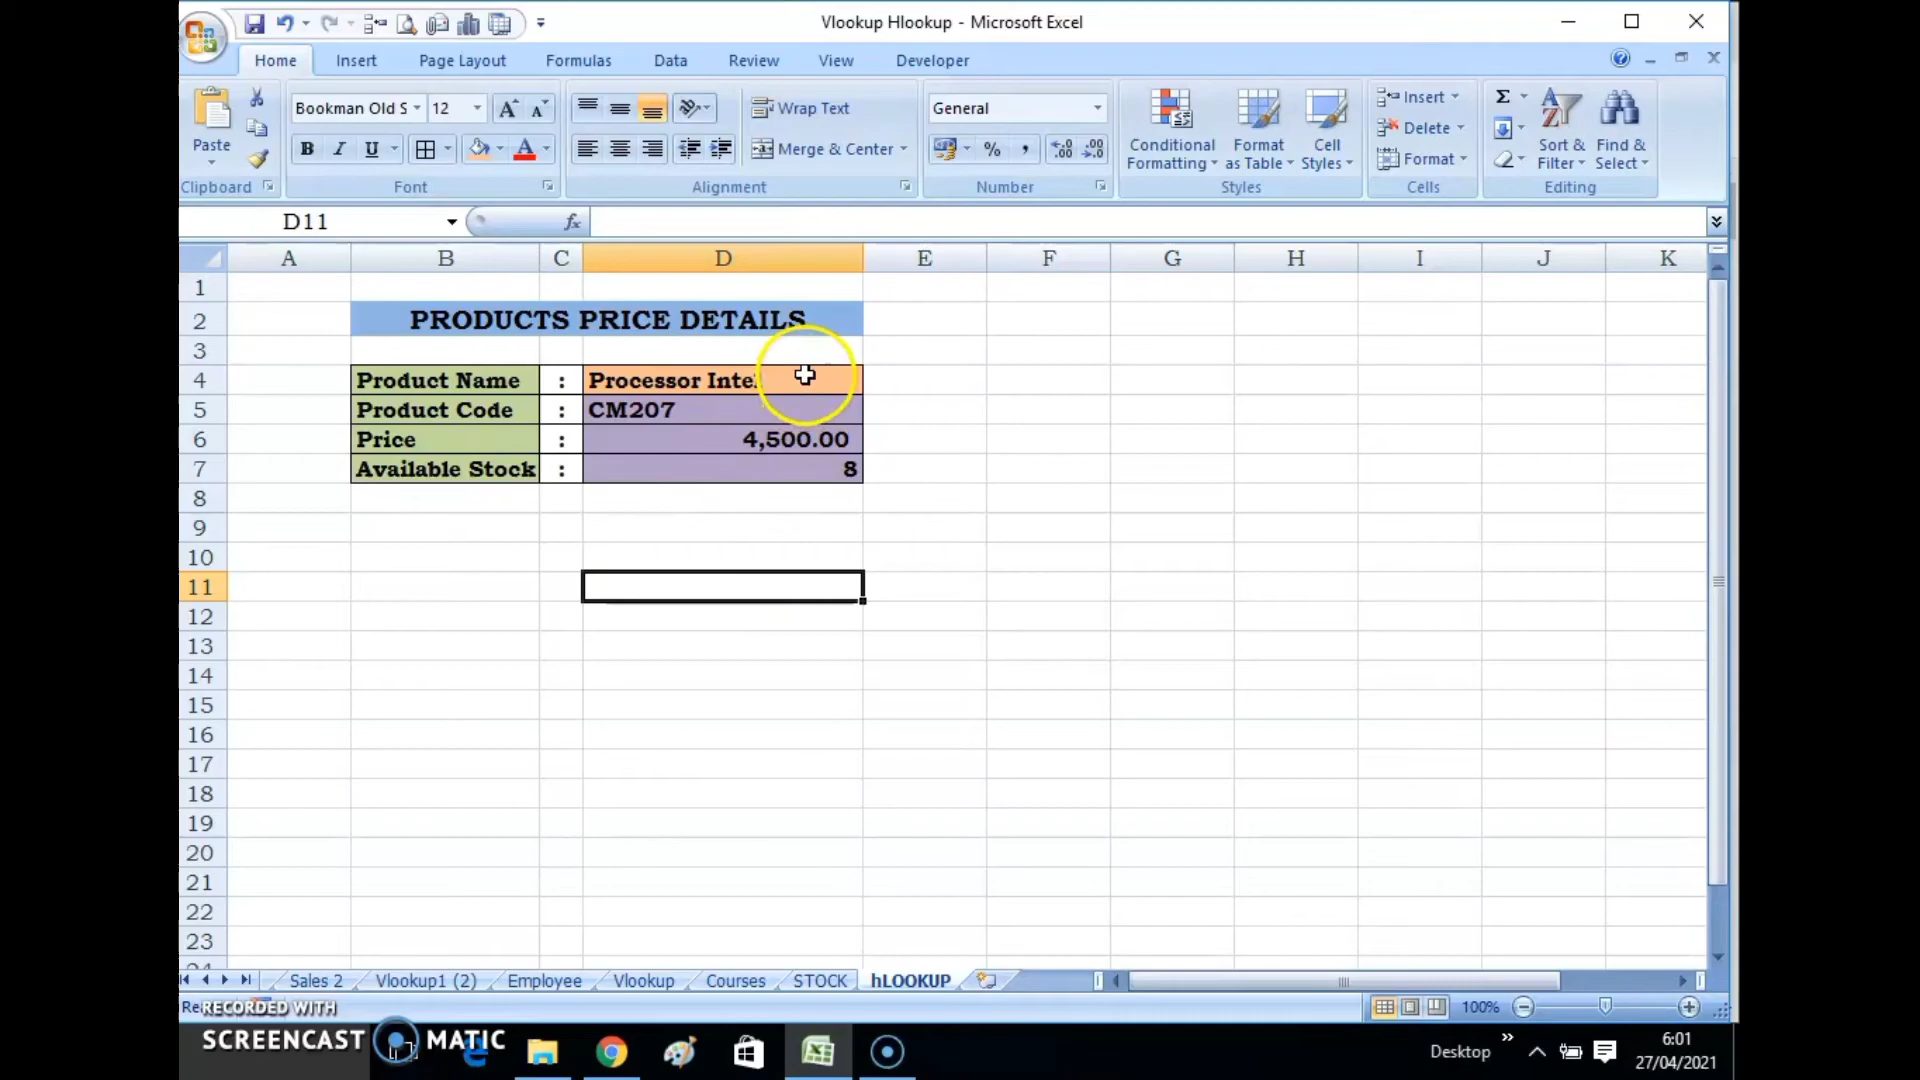 Vlookup Hlookup - Microsoft Excel
Home Insert Page Layout Formulas Data Review View Developer
Paste
Clipboard
Bookman Old S 12
B I U A
Font
Wrap Text
Merge & Center
Alignment
General
%
Number
Conditional Formatting
Format as Table
Cell Styles
Styles
Insert
Delete
Format
Cells
Σ
Sort & Filter
Find & Select
Editing
D11
fx
A B C D E F G H I J K
1
2 PRODUCTS PRICE DETAILS
3
4 Product Name : Processor Intel
5 Product Code : CM207
6 Price : 4,500.00
7 Available Stock : 8
8
9
10
11
12
13
14
15
16
17
18
19
20
21
22
23
Sales 2 Vlookup1 (2) Employee Vlookup Courses STOCK hLOOKUP
RECORDED WITH
100%
SCREENCAST MATIC
Desktop
6:01
27/04/2021